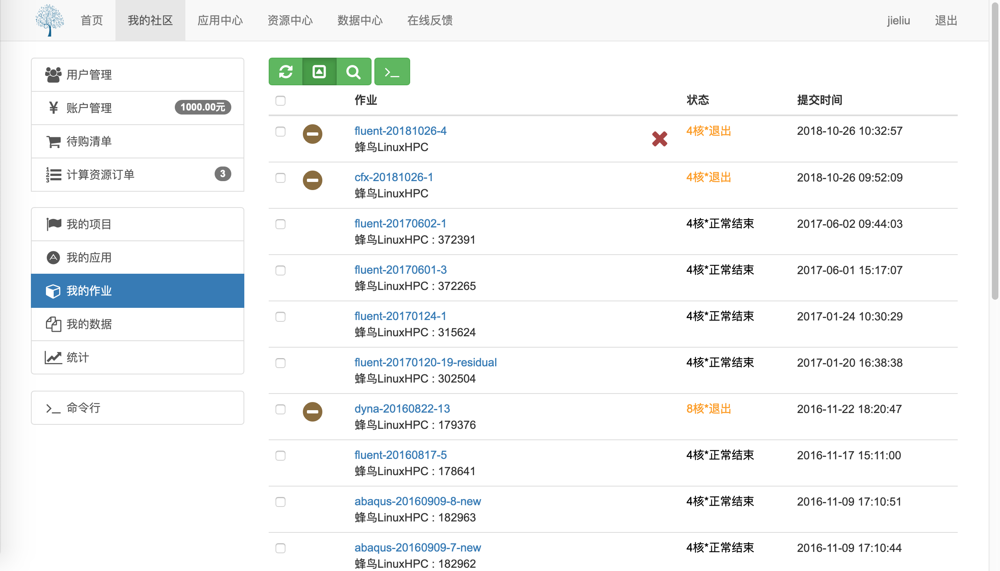 首页 我的社区 应用中心 资源中心 数据中心 在线反馈 jieliu 退出
用户管理
账户管理 1000.00元
待购清单
计算资源订单 3
我的项目
我的应用
我的作业
我的数据
统计
>_ 命令行
>_
作业 状态 提交时间
fluent-20181026-4 4核*退出 2018-10-26 10:32:57
蜂鸟LinuxHPC
cfx-20181026-1 4核*退出 2018-10-26 09:52:09
蜂鸟LinuxHPC
fluent-20170602-1 4核*正常结束 2017-06-02 09:44:03
蜂鸟LinuxHPC : 372391
fluent-20170601-3 4核*正常结束 2017-06-01 15:17:07
蜂鸟LinuxHPC : 372265
fluent-20170124-1 4核*正常结束 2017-01-24 10:30:29
蜂鸟LinuxHPC : 315624
fluent-20170120-19-residual 4核*正常结束 2017-01-20 16:38:38
蜂鸟LinuxHPC : 302504
dyna-20160822-13 8核*退出 2016-11-22 18:20:47
蜂鸟LinuxHPC : 179376
fluent-20160817-5 4核*正常结束 2016-11-17 15:11:00
蜂鸟LinuxHPC : 178641
abaqus-20160909-8-new 4核*正常结束 2016-11-09 17:10:51
蜂鸟LinuxHPC : 182963
abaqus-20160909-7-new 4核*正常结束 2016-11-09 17:10:44
蜂鸟LinuxHPC : 182962